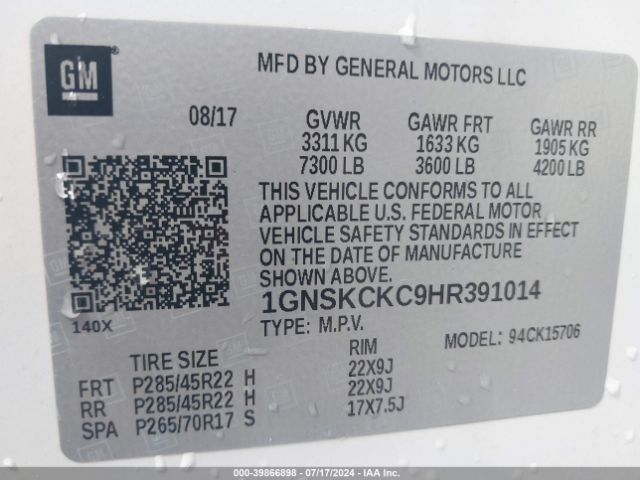 GM
MFD BY GENERAL MOTORS LLC
08/17 GVWR GAWR FRT GAWR RR
3311 KG 1633 KG 1905 KG
7300 LB 3600 LB 4200 LB
THIS VEHICLE CONFORMS TO ALL
APPLICABLE U.S. FEDERAL MOTOR
VEHICLE SAFETY STANDARDS IN EFFECT
ON THE DATE OF MANUFACTURE
SHOWN ABOVE
1GNSKCKC9HR391014
140X
TYPE: M.P.V. MODEL: 94CK15706
TIRE SIZE RIM
FRT P285/45R22 H 22X9J
RR P285/45R22 H 22X9J
SPA P265/70R17 S 17X7.5J
000-39866898 - 07/17/2024 - IAA Inc.